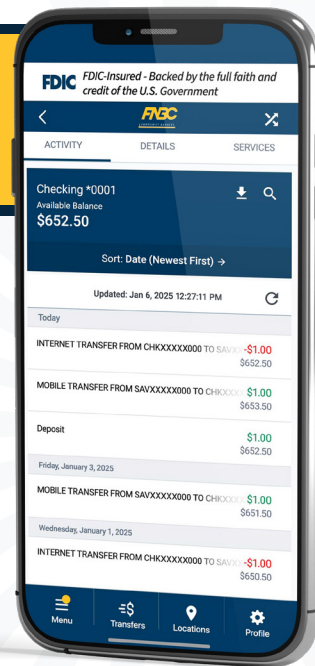 FDIC FDIC-Insured - Backed by the full faith and
credit of the U.S. Government
FNBC
ACTIVITY DETAILS SERVICES
Checking *0001
Available Balance
$652.50
Sort: Date (Newest First) →
Updated: Jan 6, 2025 12:27:11 PM
Today
INTERNET TRANSFER FROM CHKXXXXX000 TO SAVX -$1.00
$652.50
MOBILE TRANSFER FROM SAVXXXXX000 TO CHKXXX $1.00
$653.50
Deposit
$1.00
$652.50
Friday, January 3, 2025
MOBILE TRANSFER FROM SAVXXXXX000 TO CHKXXX $1.00
$651.50
Wednesday, January 1, 2025
INTERNET TRANSFER FROM CHKXXXXX000 TO SAVX -$1.00
$650.50
Menu Transfers Locations Profile